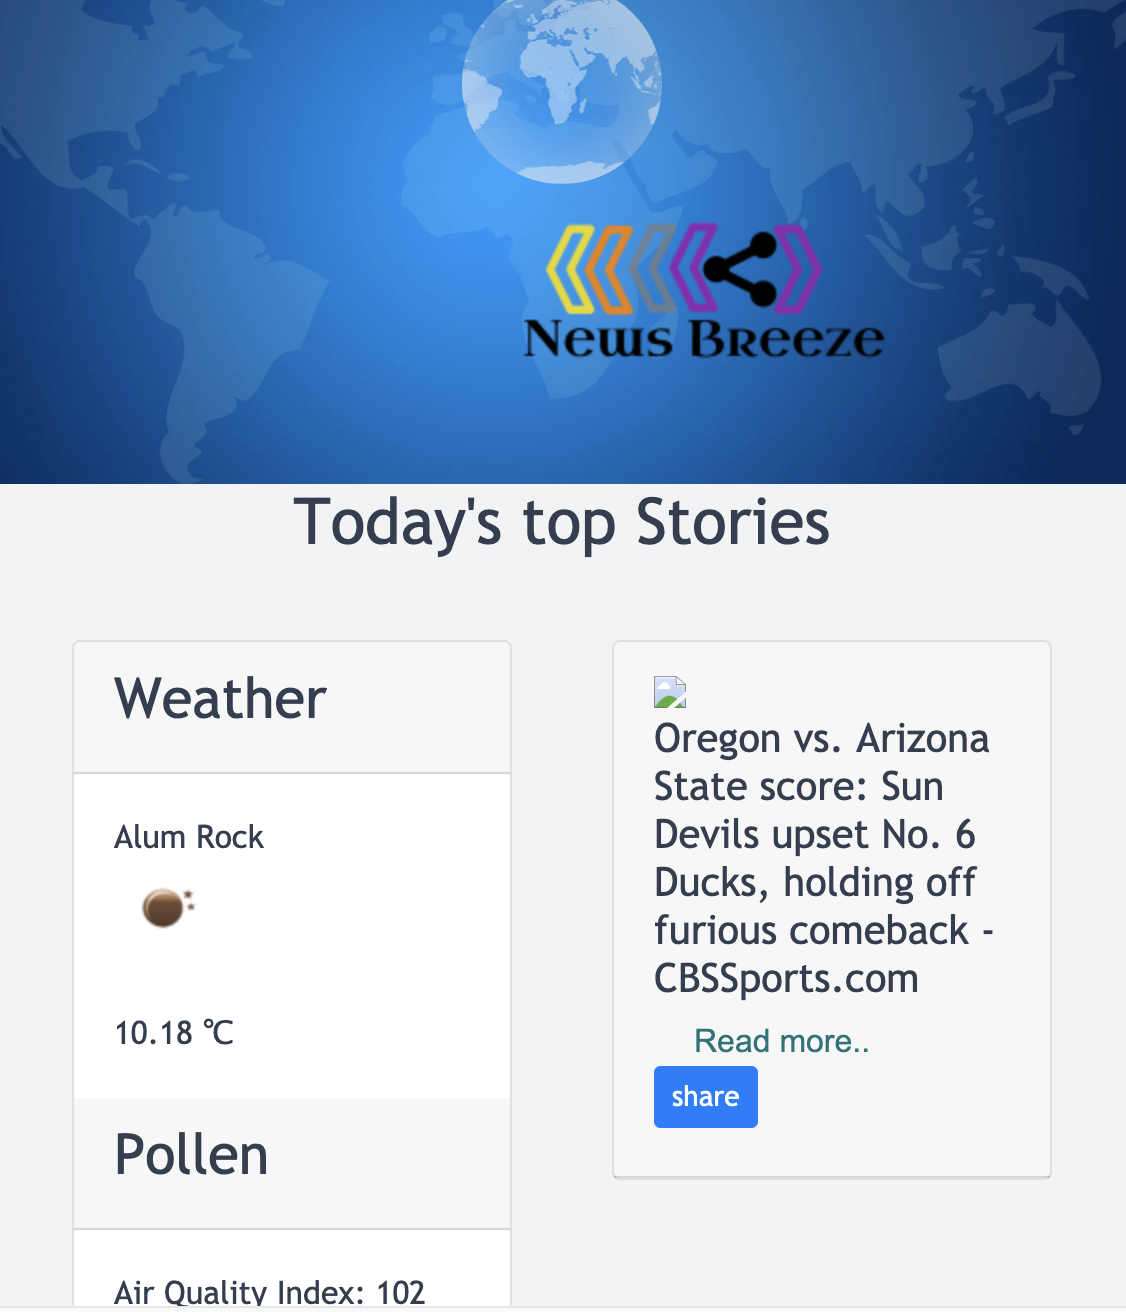 News Breeze
Today's top Stories
Weather
Alum Rock
10.18 ℃
Pollen
Air Quality Index: 102
Oregon vs. Arizona
State score: Sun
Devils upset No. 6
Ducks, holding off
furious comeback -
CBSSports.com
Read more..
share